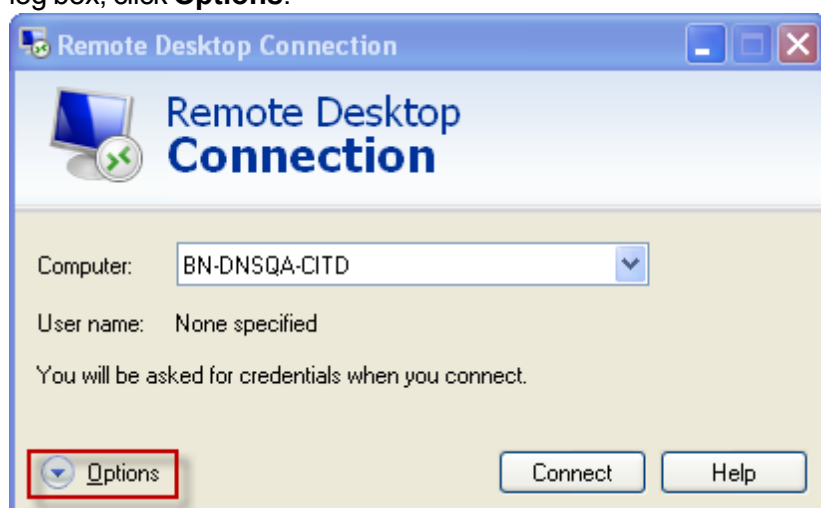 log box, click Options.
Remote Desktop Connection
Remote Desktop
Connection
Computer: BN-DNSQA-CITD
User name: None specified
You will be asked for credentials when you connect.
Options Connect Help